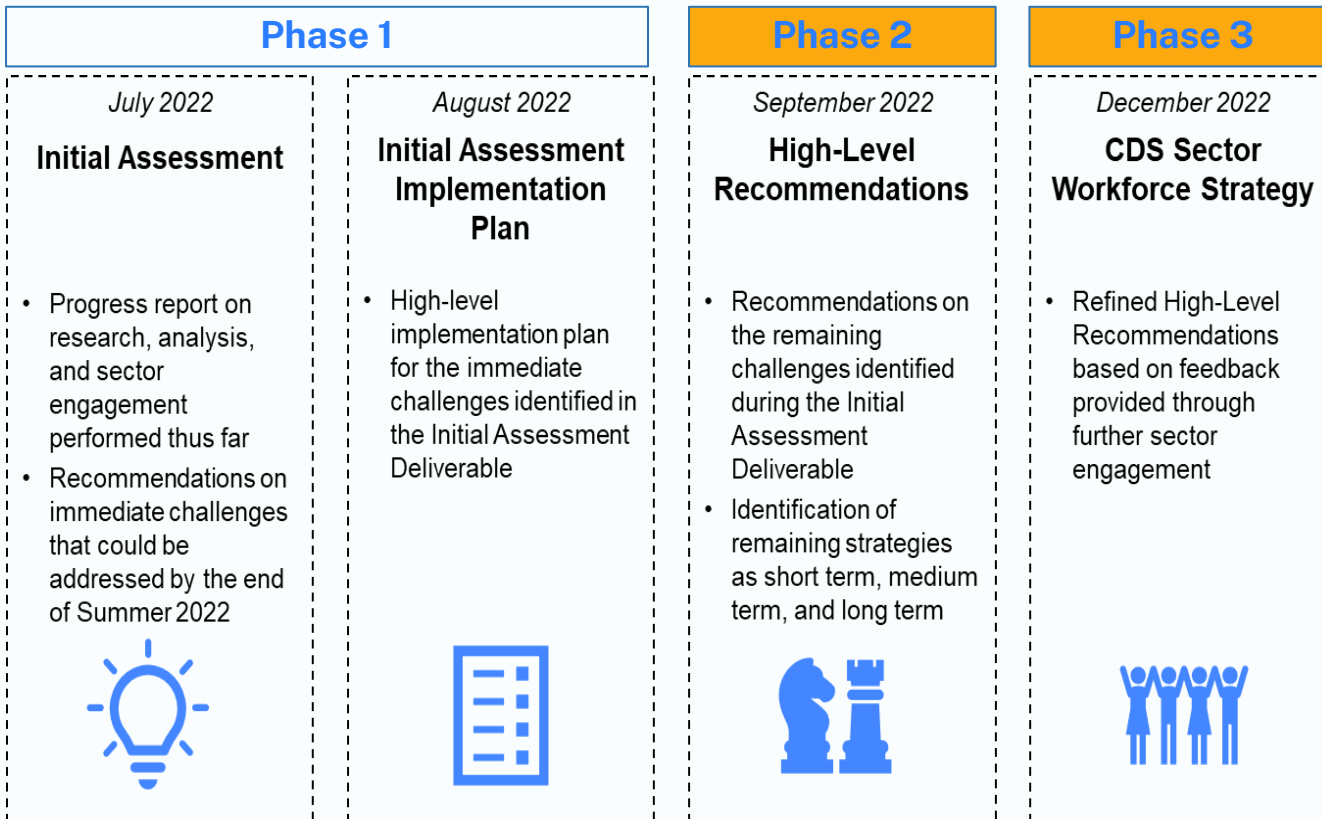 Phase 1
July 2022
Initial Assessment
• Progress report on
research, analysis,
and sector
engagement
performed thus far
• Recommendations on
immediate challenges
that could be
addressed by the end
of Summer 2022
August 2022
Initial Assessment
Implementation
Plan
• High-level
implementation plan
for the immediate
challenges identified in
the Initial Assessment
Deliverable
Phase 2
September 2022
High-Level
Recommendations
• Recommendations on
the remaining
challenges identified
during the Initial
Assessment
Deliverable
• Identification of
remaining strategies
as short term, medium
term, and long term
Phase 3
December 2022
CDS Sector
Workforce Strategy
• Refined High-Level
Recommendations
based on feedback
provided through
further sector
engagement